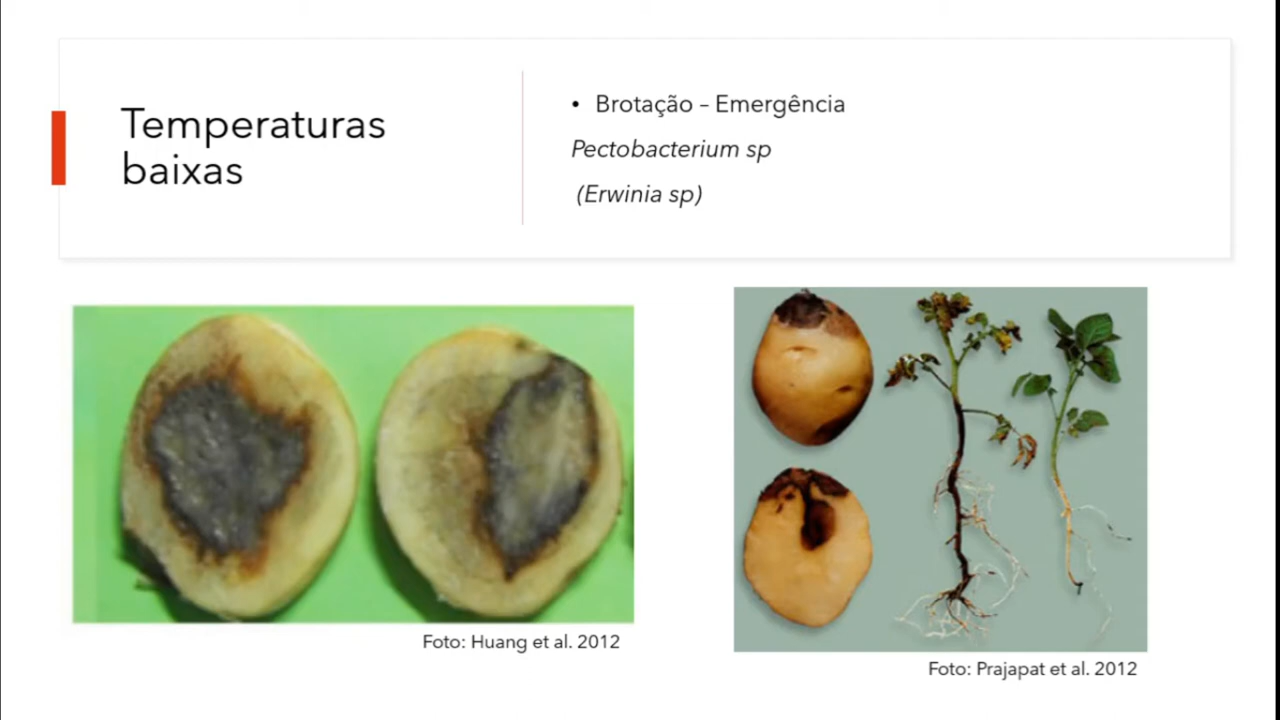 Temperaturas
baixas
• Brotação – Emergência
Pectobacterium sp
(Erwinia sp)
Foto: Huang et al. 2012
Foto: Prajapat et al. 2012